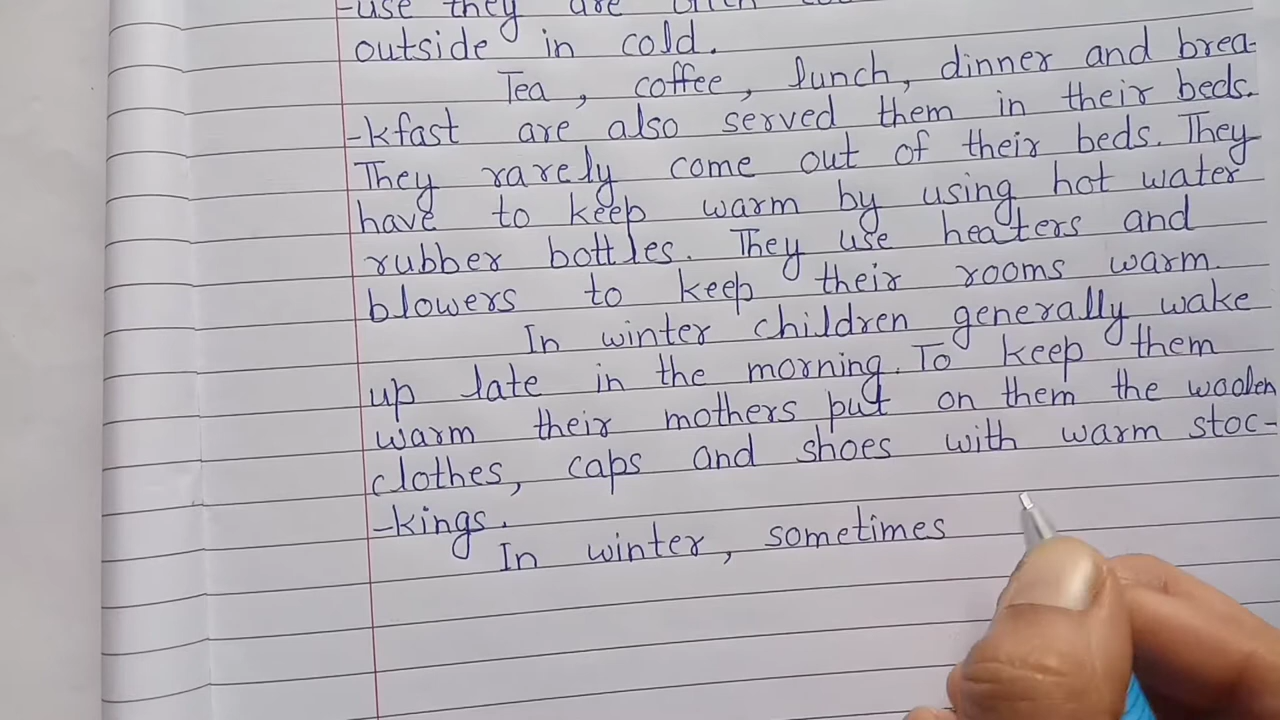 -use they are
outside in cold.
Tea, coffee, lunch, dinner and brea-
-kfast are also served them in their beds.
They rarely come out of their beds. They
have to keep warm by using hot water
rubber bottles. They use heaters and
blowers to keep their rooms warm.
In winter children generally wake
up late in the morning. To keep them
warm their mothers put on them the woolen
clothes, caps and shoes with warm stoc-
-kings.
In winter, sometimes